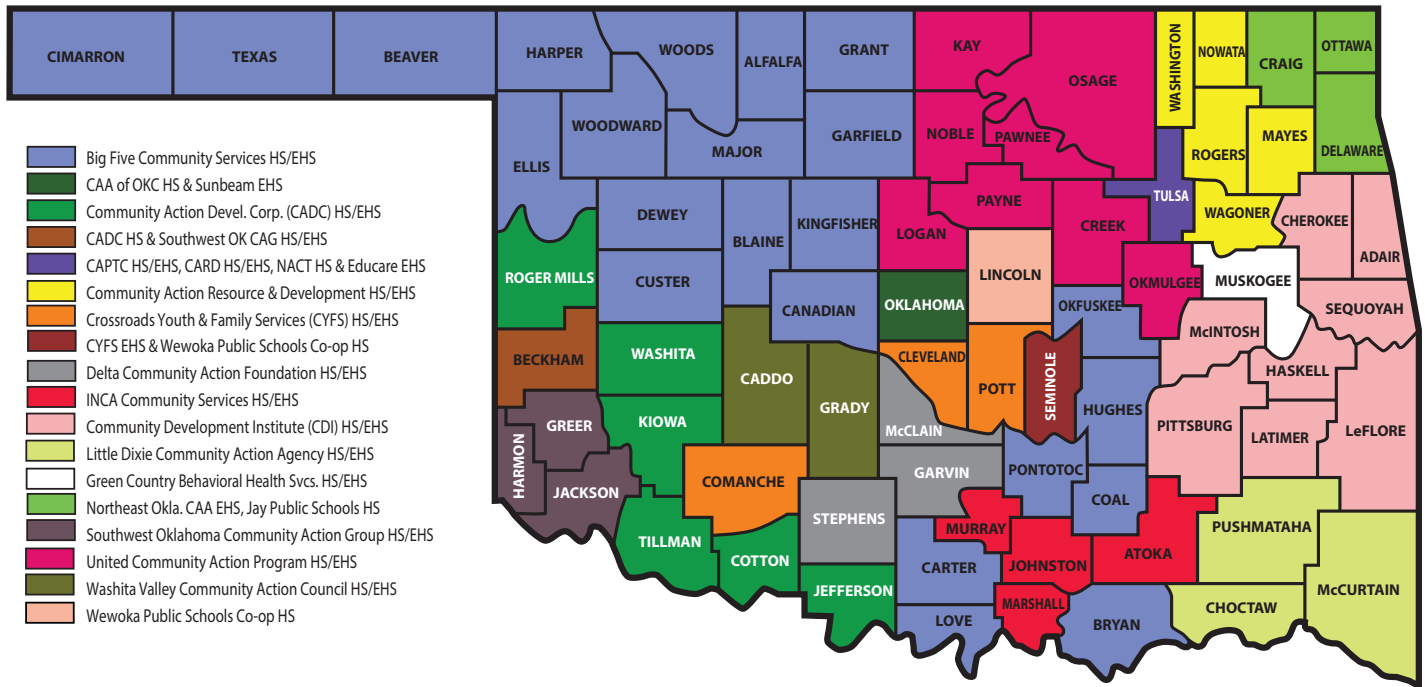 CIMARRON
TEXAS
BEAVER
HARPER
WOODS
ALFALFA
GRANT
KAY
OSAGE
WASHINGTON
NOWATA
CRAIG
OTTAWA
WOODWARD
ELLIS
MAJOR
GARFIELD
NOBLE
PAWNEE
ROGERS
MAYES
DELAWARE
DEWEY
BLAINE
KINGFISHER
LOGAN
PAYNE
CREEK
TULSA
WAGONER
CHEROKEE
ADAIR
ROGER MILLS
CUSTER
CANADIAN
OKLAHOMA
LINCOLN
OKFUSKEE
OKMULGEE
MUSKOGEE
SEQUOYAH
McINTOSH
BECKHAM
WASHITA
CADDO
GRADY
CLEVELAND
POTT
SEMINOLE
HUGHES
HASKELL
PITTSBURG
LATIMER
LeFLORE
HARMON
GREER
KIOWA
McCLAIN
JACKSON
COMANCHE
GARVIN
PONTOTOC
COAL
STEPHENS
MURRAY
TILLMAN
COTTON
JEFFERSON
CARTER
JOHNSTON
ATOKA
PUSHMATAHA
McCURTAIN
MARSHALL
LOVE
BRYAN
CHOCTAW
Big Five Community Services HS/EHS
CAA of OKC HS & Sunbeam EHS
Community Action Devel. Corp. (CADC) HS/EHS
CADC HS & Southwest OK CAG HS/EHS
CAPTC HS/EHS, CARD HS/EHS, NACT HS & Educare EHS
Community Action Resource & Development HS/EHS
Crossroads Youth & Family Services (CYFS) HS/EHS
CYFS EHS & Wewoka Public Schools Co-op HS
Delta Community Action Foundation HS/EHS
INCA Community Services HS/EHS
Community Development Institute (CDI) HS/EHS
Little Dixie Community Action Agency HS/EHS
Green Country Behavioral Health Svcs. HS/EHS
Northeast Okla. CAA EHS, Jay Public Schools HS
Southwest Oklahoma Community Action Group HS/EHS
United Community Action Program HS/EHS
Washita Valley Community Action Council HS/EHS
Wewoka Public Schools Co-op HS